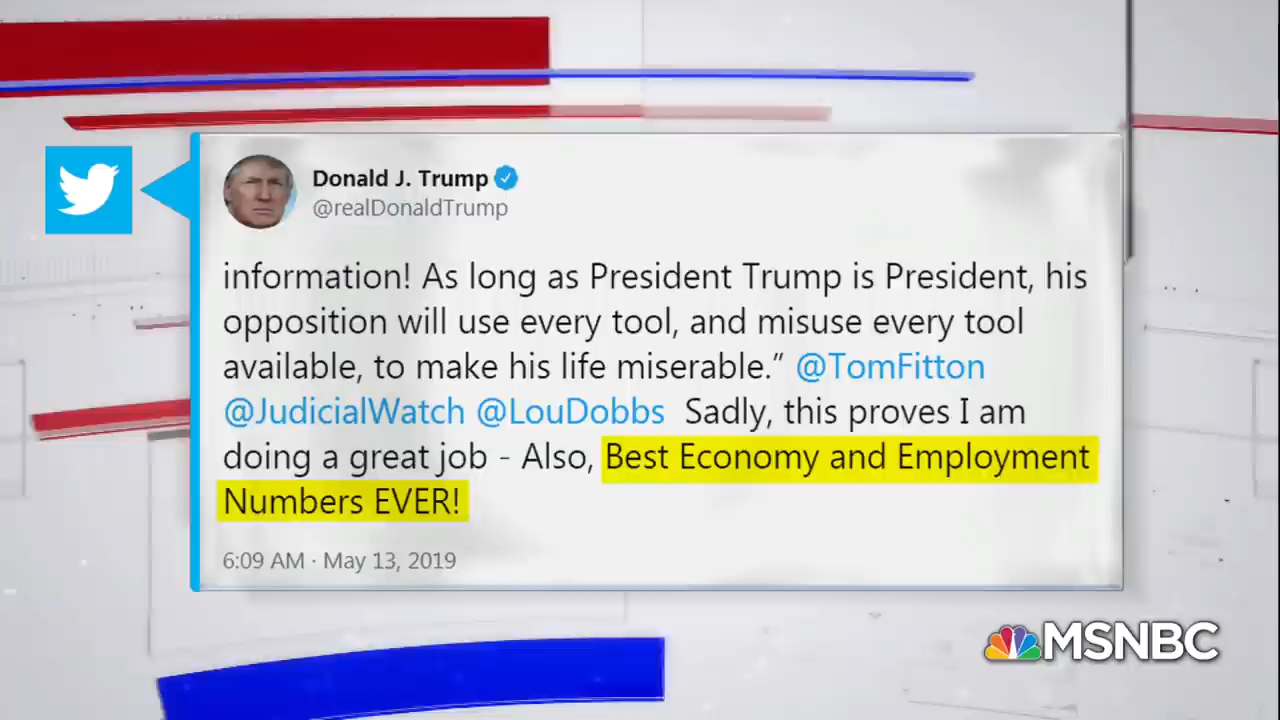 Donald J. Trump
@realDonaldTrump
information! As long as President Trump is President, his
opposition will use every tool, and misuse every tool
available, to make his life miserable.” @TomFitton
@JudicialWatch @LouDobbs Sadly, this proves I am
doing a great job - Also, Best Economy and Employment
Numbers EVER!
6:09 AM · May 13, 2019
MSNBC